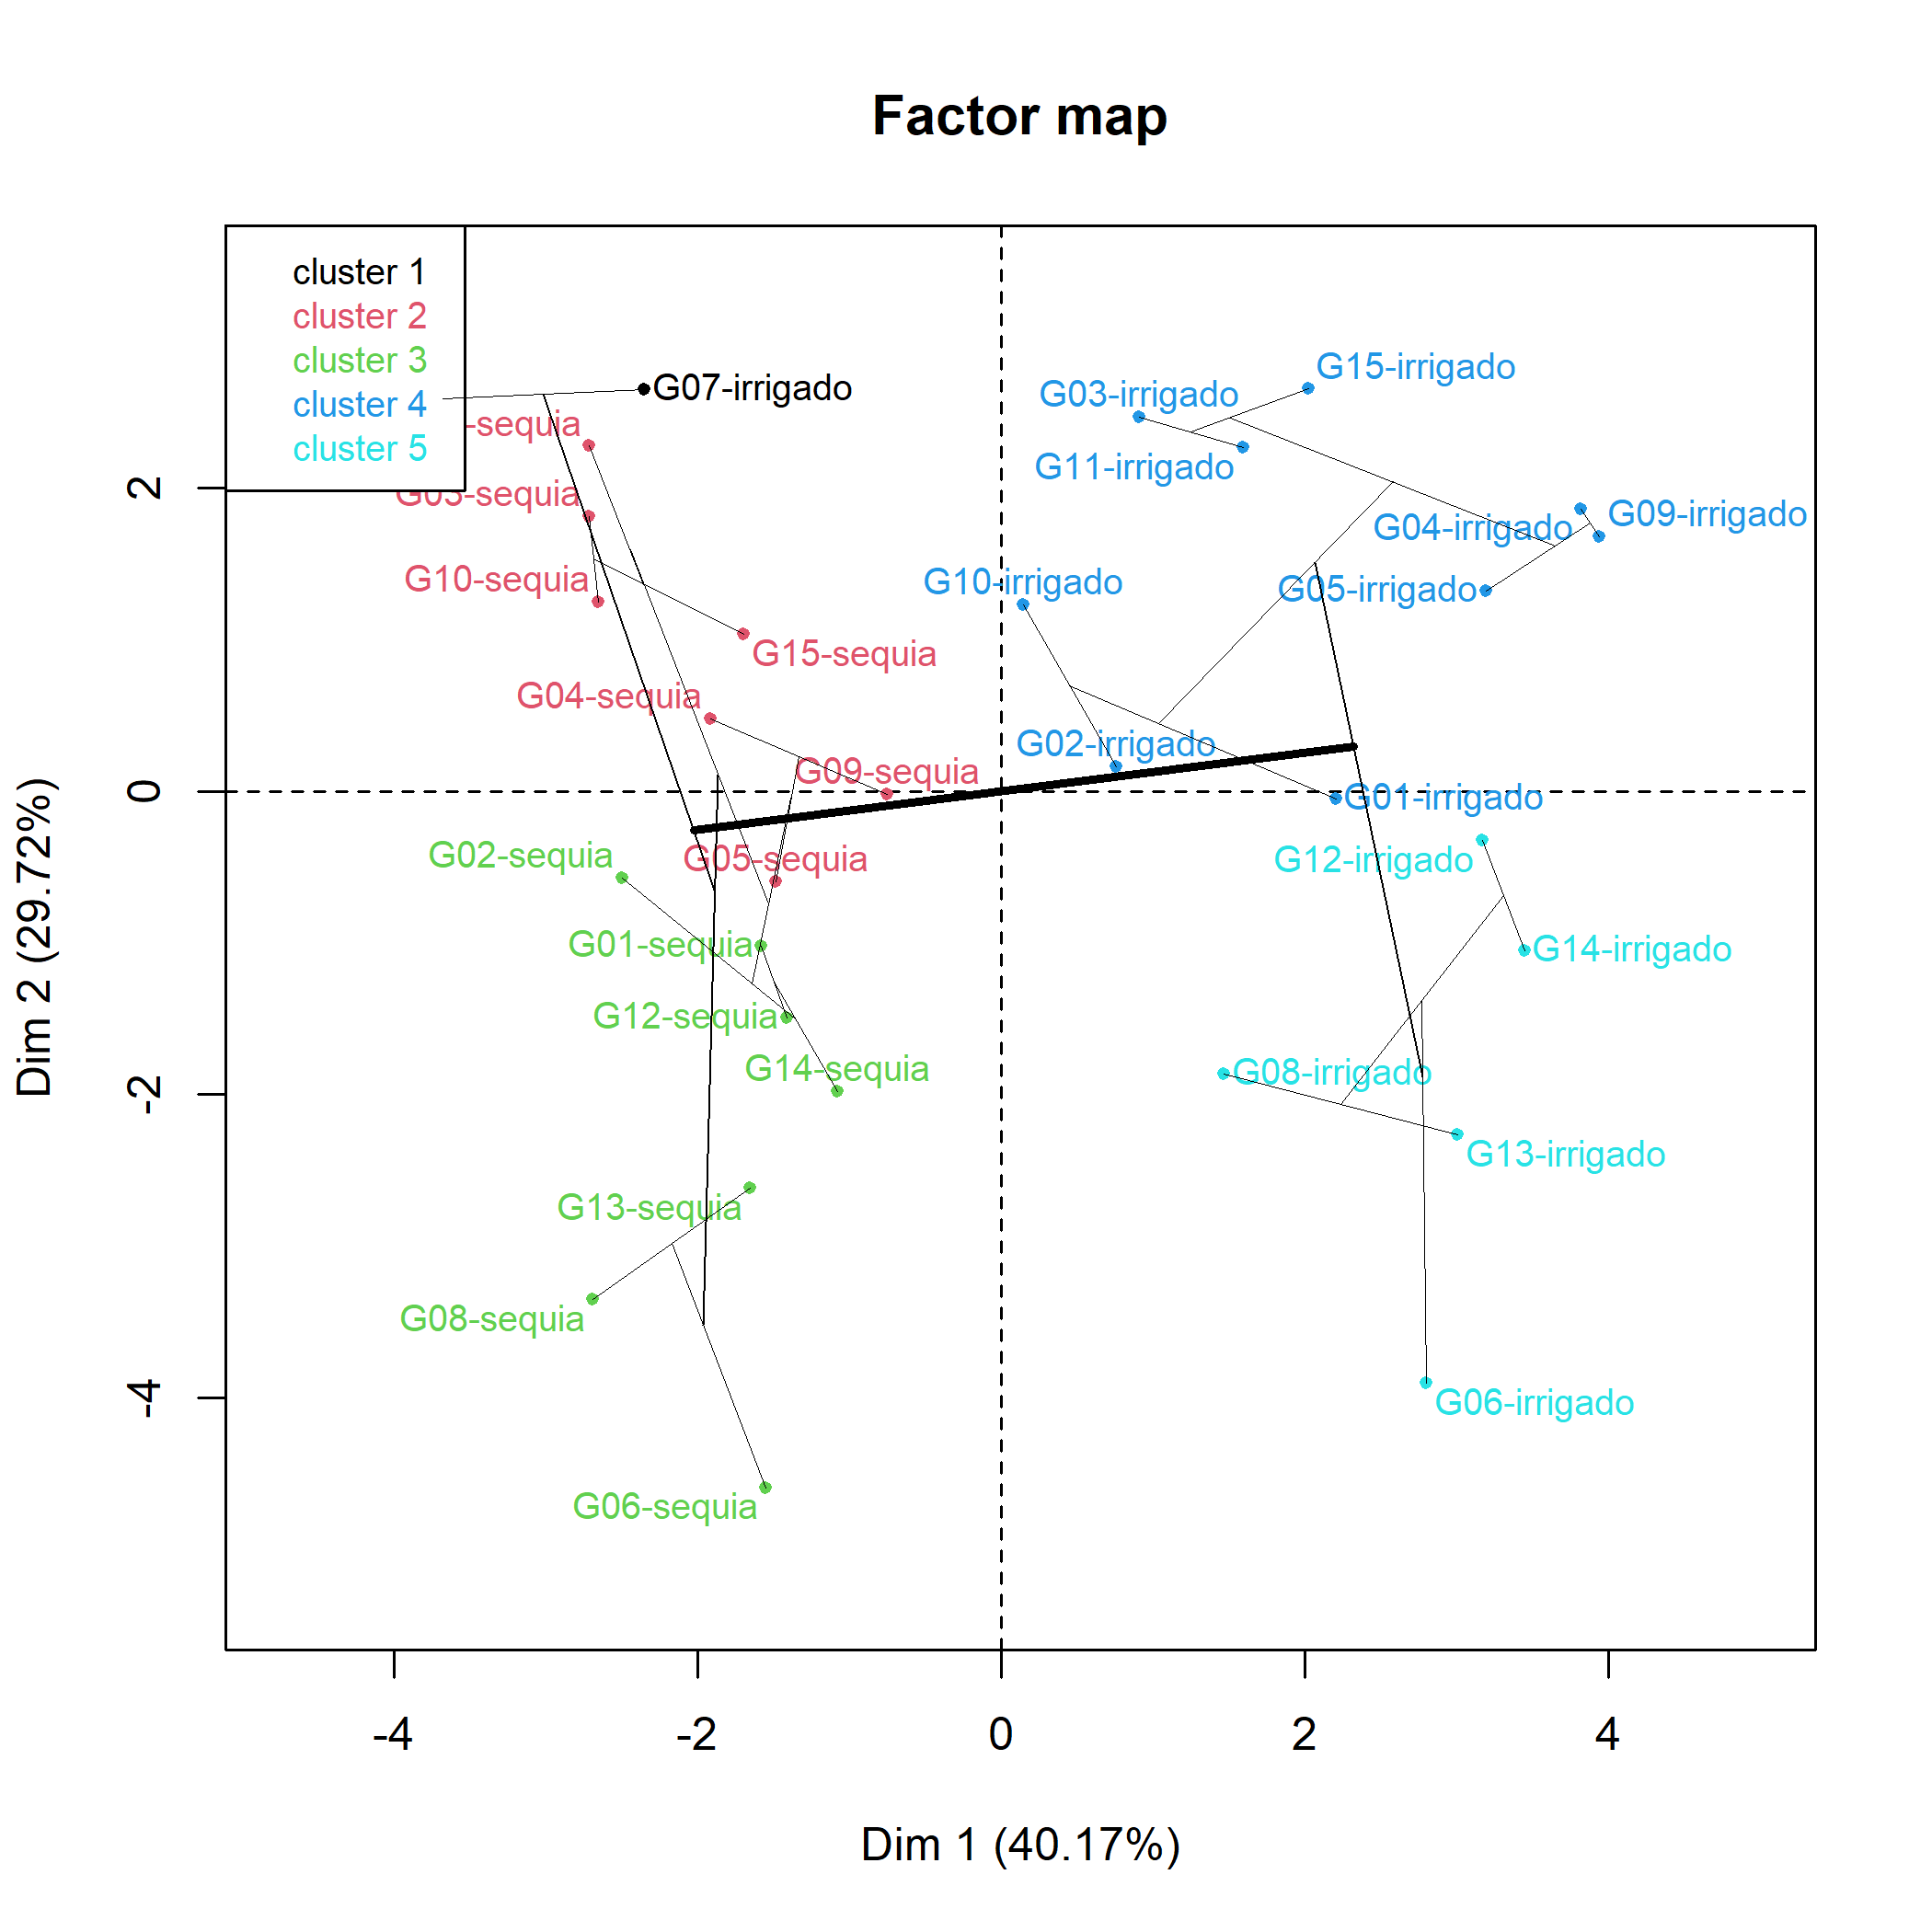 Factor map
cluster 1
cluster 2
cluster 3
cluster 4
cluster 5
G07-irrigado
G15-irrigado
G03-irrigado
-sequia
G11-irrigado
G03-sequia
G04-irrigado
G09-irrigado
G10-sequia
G10-irrigado
G05-irrigado
G15-sequia
G04-sequia
G02-irrigado
G09-sequia
G01-irrigado
G02-sequia
G05-sequia
G12-irrigado
G01-sequia
G14-irrigado
G12-sequia
G14-sequia
G08-irrigado
G13-irrigado
G13-sequia
G08-sequia
G06-irrigado
G06-sequia
2
0
-2
-4
Dim 2 (29.72%)
-4 -2 0 2 4
Dim 1 (40.17%)